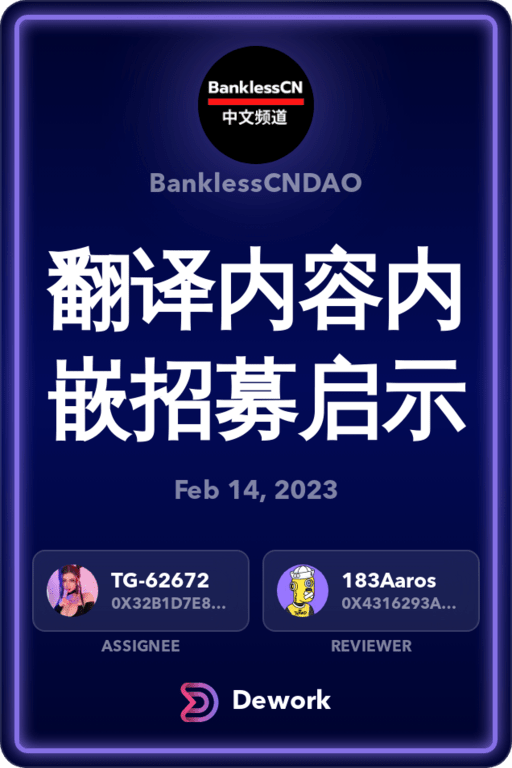 BanklessCN
中文频道
BanklessCNDAO
翻译内容内
嵌招募启示
Feb 14, 2023
TG-62672
0X32B1D7E8...
ASSIGNEE
183Aaros
0X4316293A...
REVIEWER
Dework